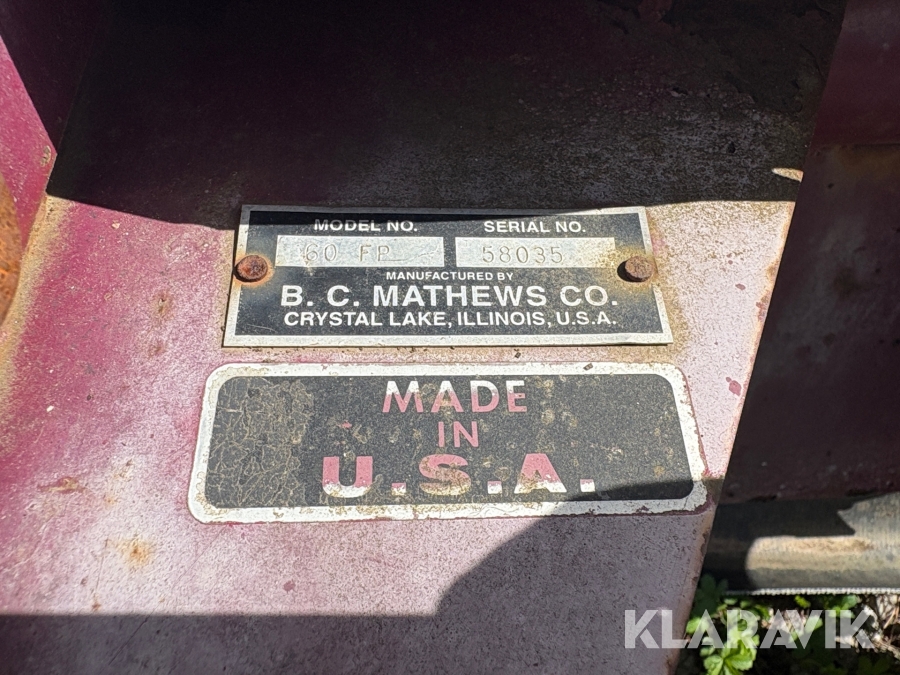 MODEL NO. SERIAL NO.
60 FP 58035
MANUFACTURED BY
B. C. MATHEWS CO.
CRYSTAL LAKE, ILLINOIS, U.S.A.
MADE
IN
U.S.A.
KLARAVIK